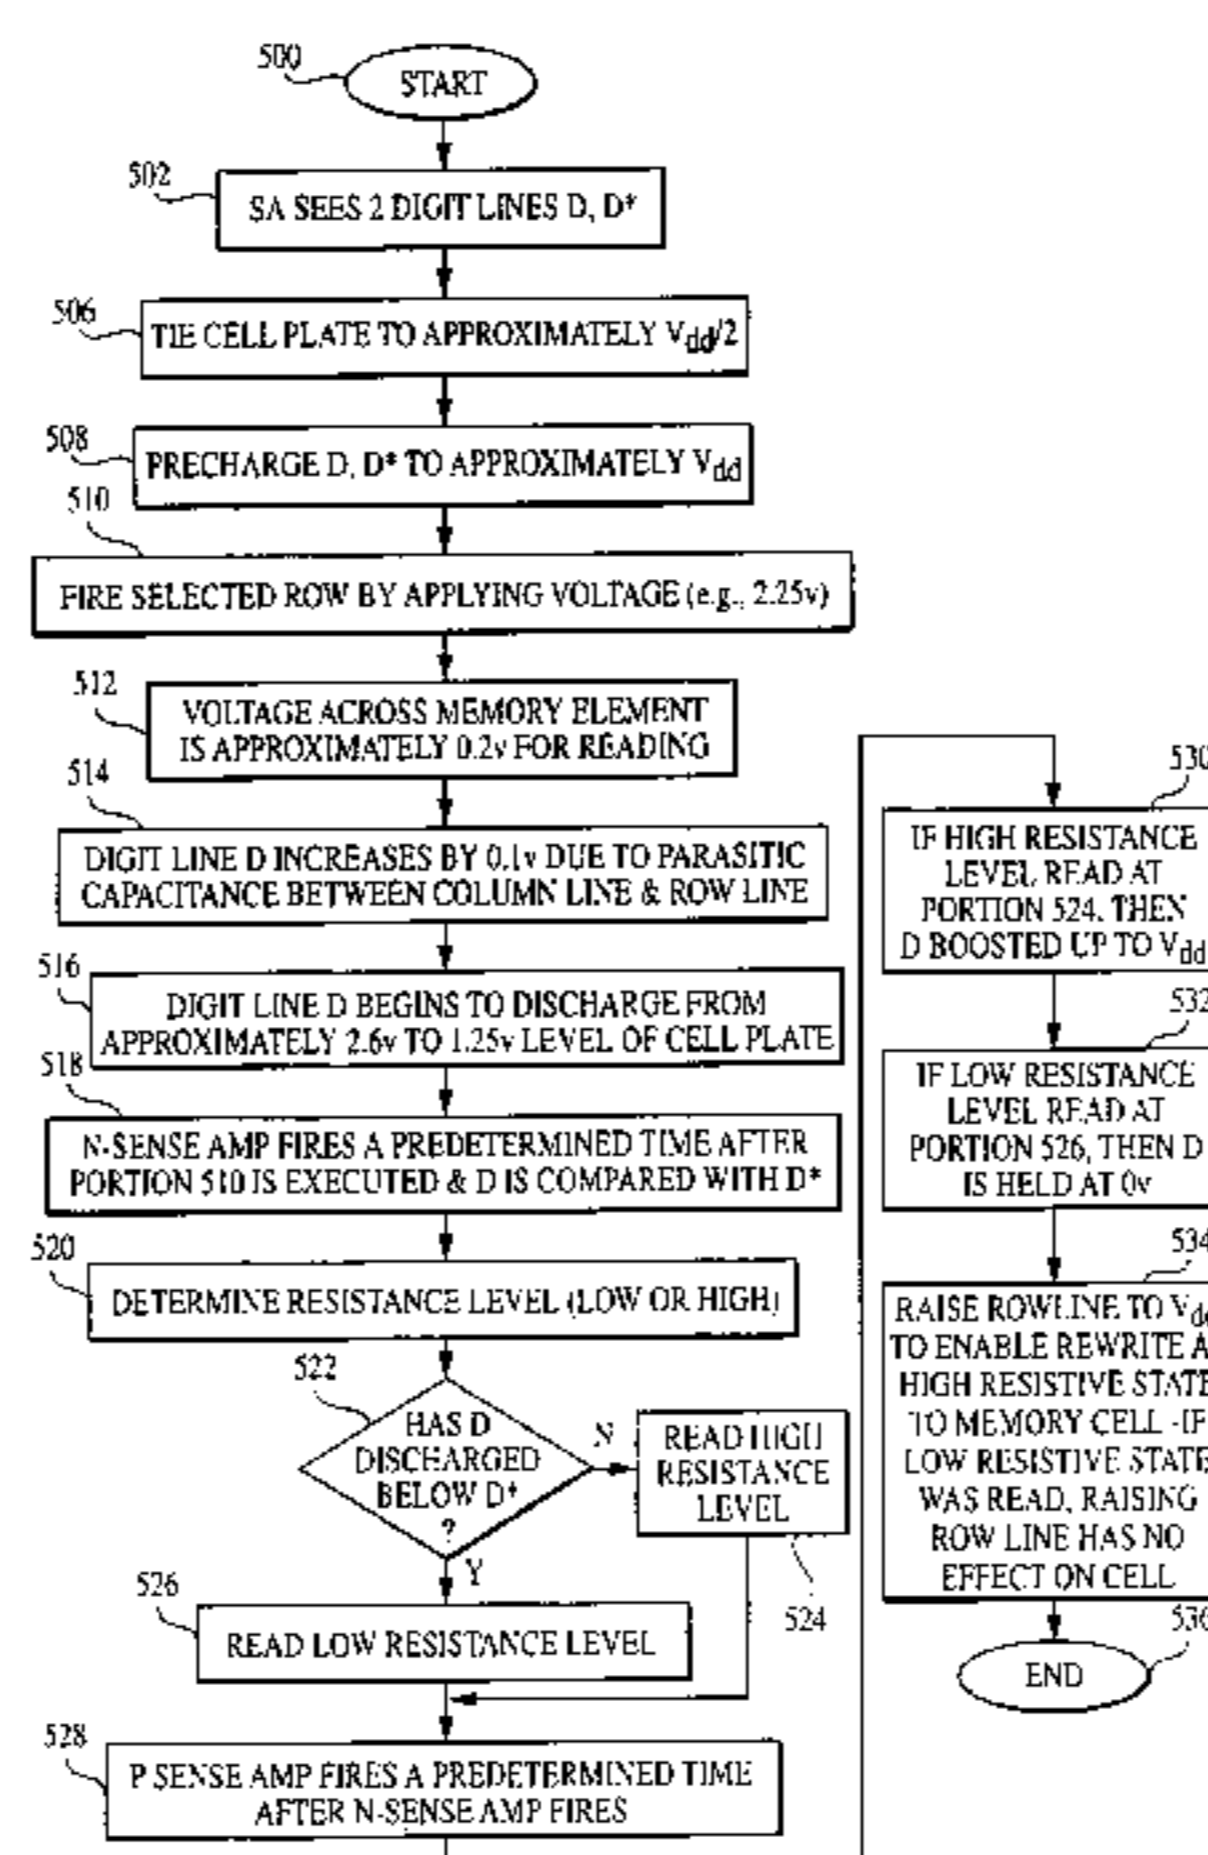 500
START
502
SA SEES 2 DIGIT LINES D, D*
506
TIE CELL PLATE TO APPROXIMATELY Vdd/2
508
PRECHARGE D, D* TO APPROXIMATELY Vdd
510
FIRE SELECTED ROW BY APPLYING VOLTAGE (e.g., 2.25v)
512
VOLTAGE ACROSS MEMORY ELEMENT
IS APPROXIMATELY 0.2v FOR READING
514
DIGIT LINE D INCREASES BY 0.1v DUE TO PARASITIC
CAPACITANCE BETWEEN COLUMN LINE & ROW LINE
516
DIGIT LINE D BEGINS TO DISCHARGE FROM
APPROXIMATELY 2.6v TO 1.25v LEVEL OF CELL PLATE
518
N-SENSE AMP FIRES A PREDETERMINED TIME AFTER
PORTION 510 IS EXECUTED & D IS COMPARED WITH D*
520
DETERMINE RESISTANCE LEVEL (LOW OR HIGH)
522
HAS D
DISCHARGED
BELOW D*
?
N
READ HIGH
RESISTANCE
LEVEL
524
Y
526
READ LOW RESISTANCE LEVEL
528
P SENSE AMP FIRES A PREDETERMINED TIME
AFTER N-SENSE AMP FIRES
530
IF HIGH RESISTANCE
LEVEL READ AT
PORTION 524, THEN
D BOOSTED UP TO Vdd
532
IF LOW RESISTANCE
LEVEL READ AT
PORTION 526, THEN D
IS HELD AT 0v
534
RAISE ROWLINE TO Vdd
TO ENABLE REWRITE A
HIGH RESISTIVE STATE
TO MEMORY CELL -IF
LOW RESISTIVE STATE
WAS READ, RAISING
ROW LINE HAS NO
EFFECT ON CELL
536
END